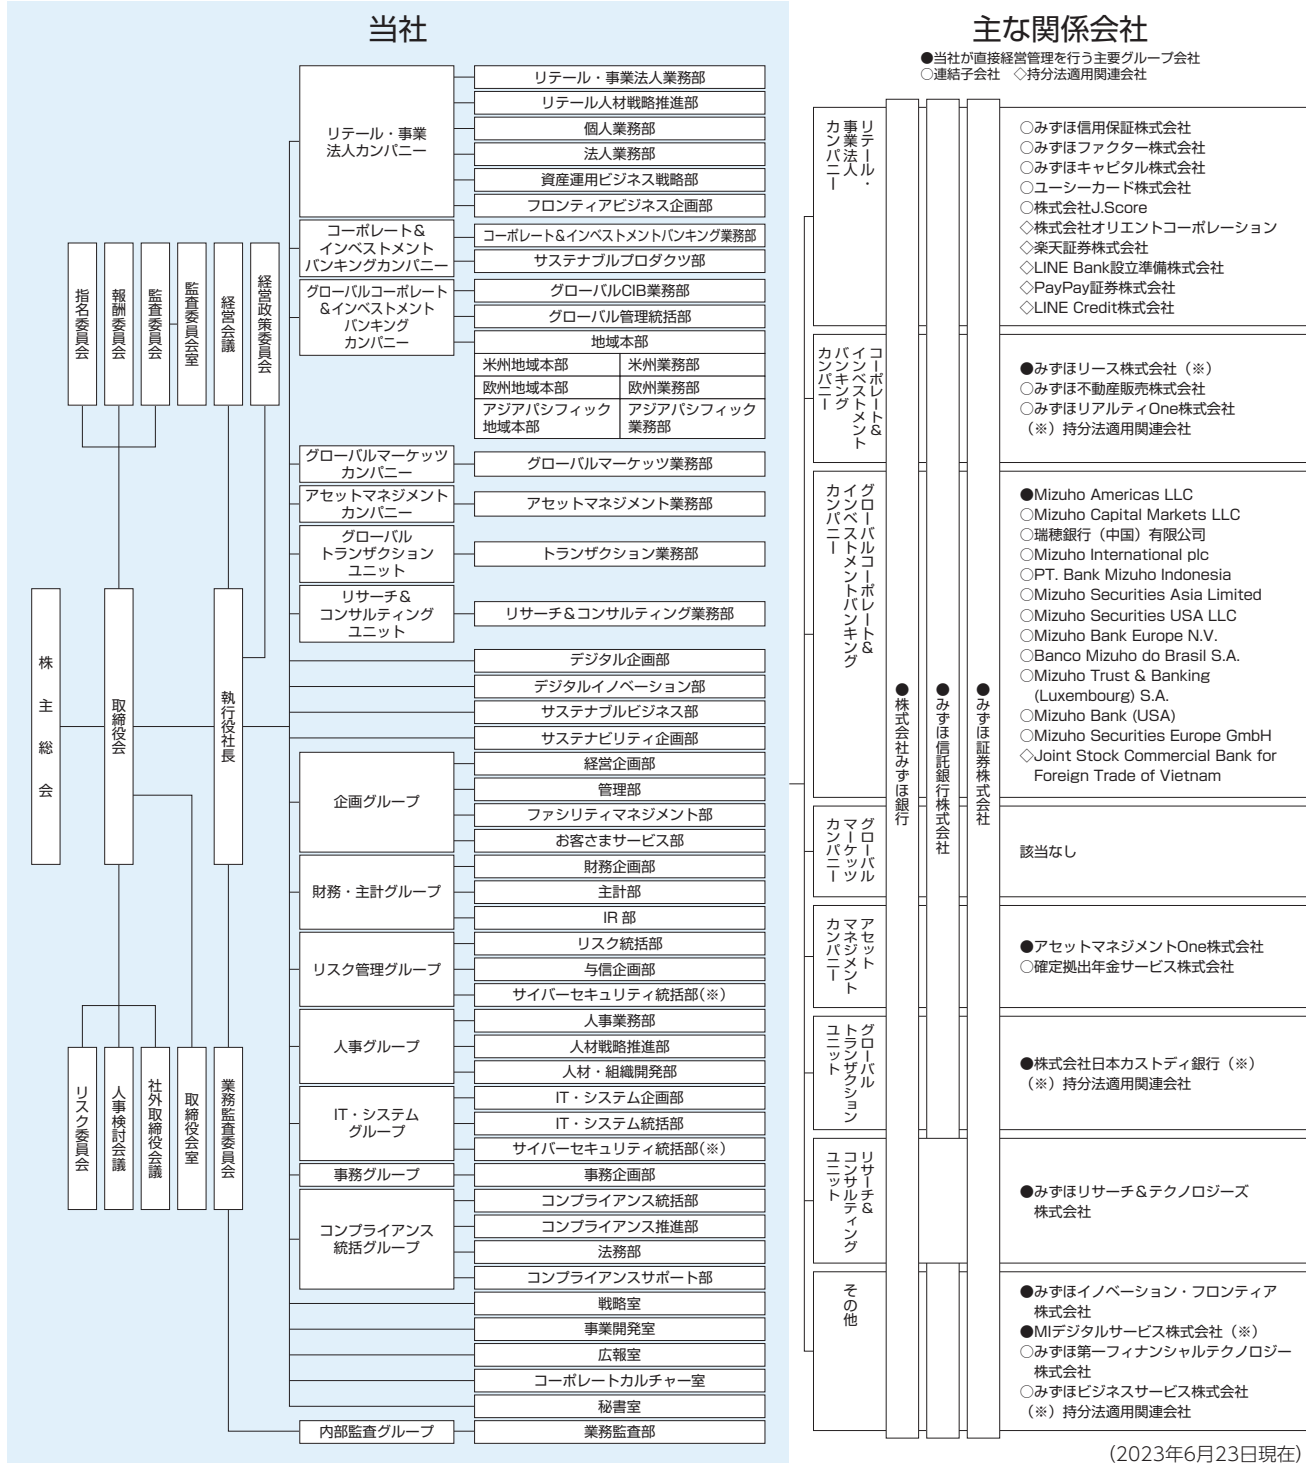 当社
リテール・事業
法人カンパニー
リテール・事業法人業務部
リテール人材戦略推進部
個人業務部
法人業務部
資産運用ビジネス戦略部
フロンティアビジネス企画部
コーポレート＆
インベストメント
バンキングカンパニー
コーポレート&インベストメントバンキング業務部
サステナブルプロダクツ部
グローバルコーポレート
＆インベストメント
バンキング
カンパニー
グローバルCIB業務部
グローバル管理統括部
地域本部
米州地域本部
米州業務部
欧州地域本部
欧州業務部
アジアパシフィック
地域本部
アジアパシフィック
業務部
グローバルマーケッツ
カンパニー
グローバルマーケッツ業務部
アセットマネジメント
カンパニー
アセットマネジメント業務部
グローバル
トランザクション
ユニット
トランザクション業務部
リサーチ＆
コンサルティング
ユニット
リサーチ＆コンサルティング業務部
指名委員会
報酬委員会
監査委員会
監査委員会室
経営会議
経営政策委員会
株主総会
取締役会
執行役社長
リスク委員会
人事検討会議
社外取締役会議
取締役会室
業務監査委員会
デジタル企画部
デジタルイノベーション部
サステナブルビジネス部
サステナビリティ企画部
企画グループ
経営企画部
管理部
ファシリティマネジメント部
お客さまサービス部
財務・主計グループ
財務企画部
主計部
IR 部
リスク管理グループ
リスク統括部
与信企画部
サイバーセキュリティ統括部(※)
人事グループ
人事業務部
人材戦略推進部
人材・組織開発部
IT・システム
グループ
IT・システム企画部
IT・システム統括部
サイバーセキュリティ統括部(※)
事務グループ
事務企画部
コンプライアンス
統括グループ
コンプライアンス統括部
コンプライアンス推進部
法務部
コンプライアンスサポート部
戦略室
事業開発室
広報室
コーポレートカルチャー室
秘書室
内部監査グループ
業務監査部
主な関係会社
●当社が直接経営管理を行う主要グループ会社
○連結子会社　◇持分法適用関連会社
リテール・
事業法人
カンパニー
○みずほ信用保証株式会社
○みずほファクター株式会社
○みずほキャピタル株式会社
○ユーシーカード株式会社
○株式会社J.Score
◇株式会社オリエントコーポレーション
◇楽天証券株式会社
◇LINE Bank設立準備株式会社
◇PayPay証券株式会社
◇LINE Credit株式会社
コーポレート＆
インベストメント
バンキング
カンパニー
●みずほリース株式会社（※）
○みずほ不動産販売株式会社
○みずほリアルティOne株式会社
（※）持分法適用関連会社
グローバルコーポレート＆
インベストメントバンキング
カンパニー
●Mizuho Americas LLC
○Mizuho Capital Markets LLC
○瑞穂銀行（中国）有限公司
○Mizuho International plc
○PT. Bank Mizuho Indonesia
○Mizuho Securities Asia Limited
○Mizuho Securities USA LLC
○Mizuho Bank Europe N.V.
○Banco Mizuho do Brasil S.A.
○Mizuho Trust & Banking
(Luxembourg) S.A.
○Mizuho Bank (USA)
○Mizuho Securities Europe GmbH
◇Joint Stock Commercial Bank for
Foreign Trade of Vietnam
●株式会社みずほ銀行
●みずほ信託銀行株式会社
●みずほ証券株式会社
グローバル
マーケッツ
カンパニー
該当なし
アセット
マネジメント
カンパニー
●アセットマネジメントOne株式会社
○確定拠出年金サービス株式会社
グローバル
トランザクション
ユニット
●株式会社日本カストディ銀行（※）
（※）持分法適用関連会社
リサーチ＆
コンサルティング
ユニット
●みずほリサーチ＆テクノロジーズ
株式会社
その他
●みずほイノベーション・フロンティア
株式会社
●MIデジタルサービス株式会社（※）
○みずほ第一フィナンシャルテクノロジー
株式会社
○みずほビジネスサービス株式会社
（※）持分法適用関連会社
(2023年6月23日現在)